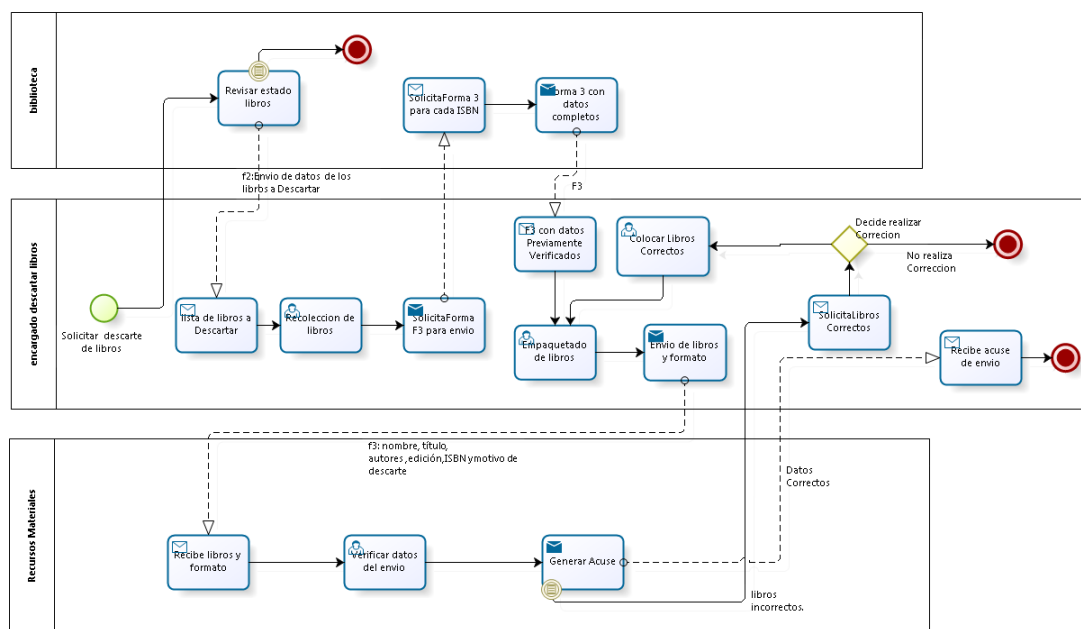 biblioteca
Revisar estado
libros
SolicitaForma 3
para cada ISBN
Forma 3 con
datos
completos
f2:Envio de datos de los
libros a Descartar
F3
encargado descartar libros
Solicitar descarte
de libros
lista de libros a
Descartar
Recoleccion de
libros
SolicitaForma
F3 para envio
F3 con datos
Previamente
Verificados
Colocar Libros
Correctos
Decide realizar
Correcion
No realiza
Correccion
Empaquetado
de libros
Envio de libros
y formato
SolicitaLibros
Correctos
Recibe acuse
de envio
f3: nombre, título,
autores ,edición,ISBN ymotivo de
descarte
Datos
Correctos
Recursos Materiales
Recibe libros y
formato
Verificar datos
del envio
Generar Acuse
libros
incorrectos.